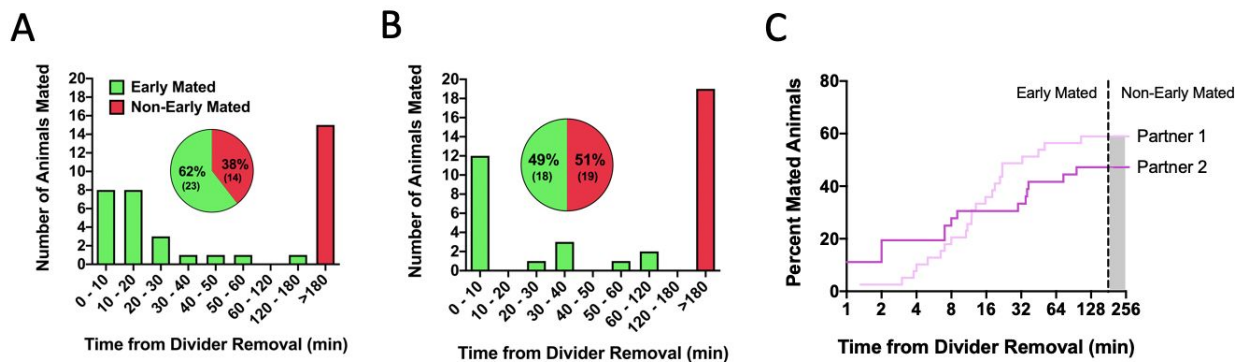 A
Number of Animals Mated
20
18
16
14
12
10
8
6
4
2
0
Early Mated
Non-Early Mated
62%
(23)
38%
(14)
0 - 10
10 - 20
20 - 30
30 - 40
40 - 50
50 - 60
60 - 120
120 - 180
>180
Time from Divider Removal (min)
B
Number of Animals Mated
20
18
16
14
12
10
8
6
4
2
0
49%
(18)
51%
(19)
0 - 10
10 - 20
20 - 30
30 - 40
40 - 50
50 - 60
60 - 120
120 - 180
>180
Time from Divider Removal (min)
C
Percent Mated Animals
80
60
40
20
0
Early Mated
Non-Early Mated
Partner 1
Partner 2
1 2 4 8 16 32 64 128 256
Time from Divider Removal (min)